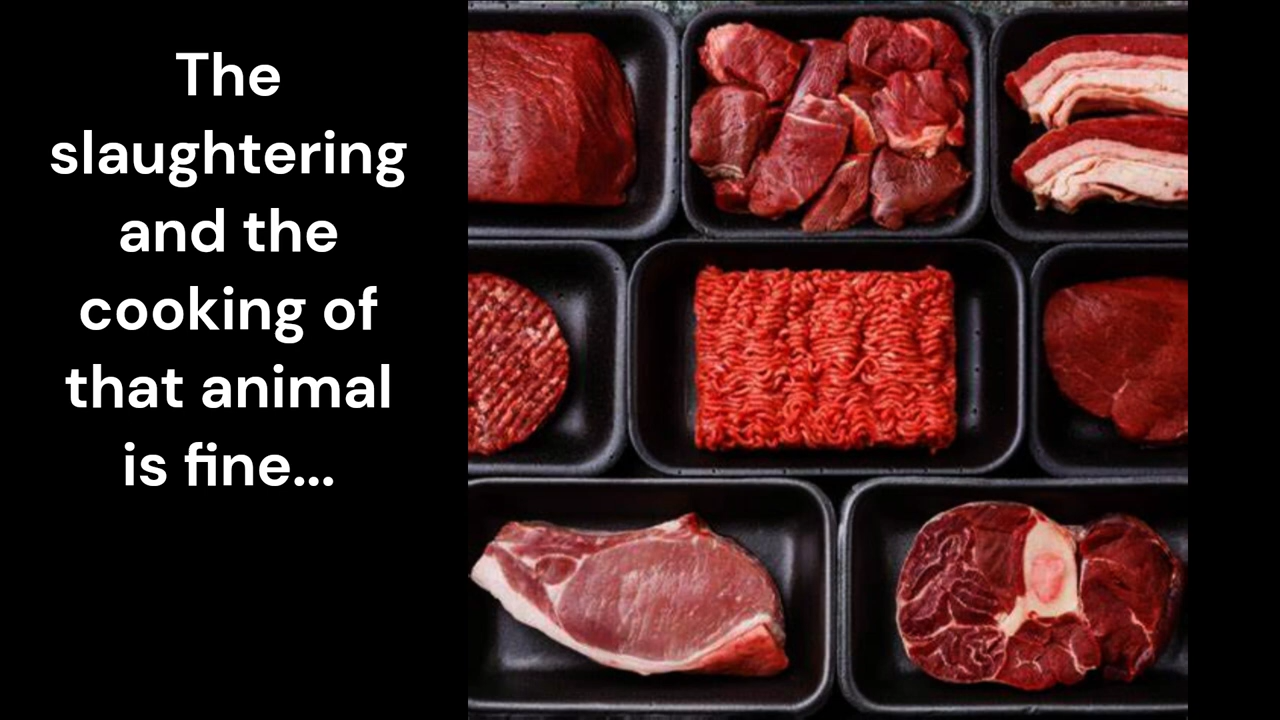 The
slaughtering
and the
cooking of
that animal
is fine...